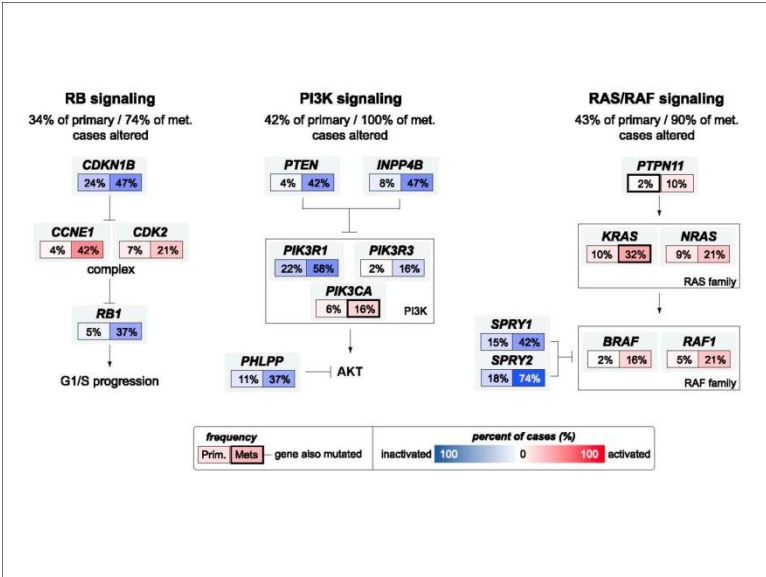 RB signaling
34% of primary / 74% of met.
cases altered
CDKN1B
24% 47%
CCNE1 CDK2
4% 42% 7% 21%
complex
RB1
5% 37%
G1/S progression
PI3K signaling
42% of primary / 100% of met.
cases altered
PTEN INPP4B
4% 42% 8% 47%
PIK3R1 PIK3R3
22% 58% 2% 16%
PIK3CA
6% 16%
PI3K
PHLPP
11% 37%
AKT
RAS/RAF signaling
43% of primary / 90% of met.
cases altered
PTPN11
2% 10%
KRAS NRAS
10% 32% 9% 21%
RAS family
SPRY1
15% 42%
SPRY2
18% 74%
BRAF RAF1
2% 16% 5% 21%
RAF family
frequency
Prim. Mets gene also mutated
percent of cases (%)
inactivated 100 0 100 activated